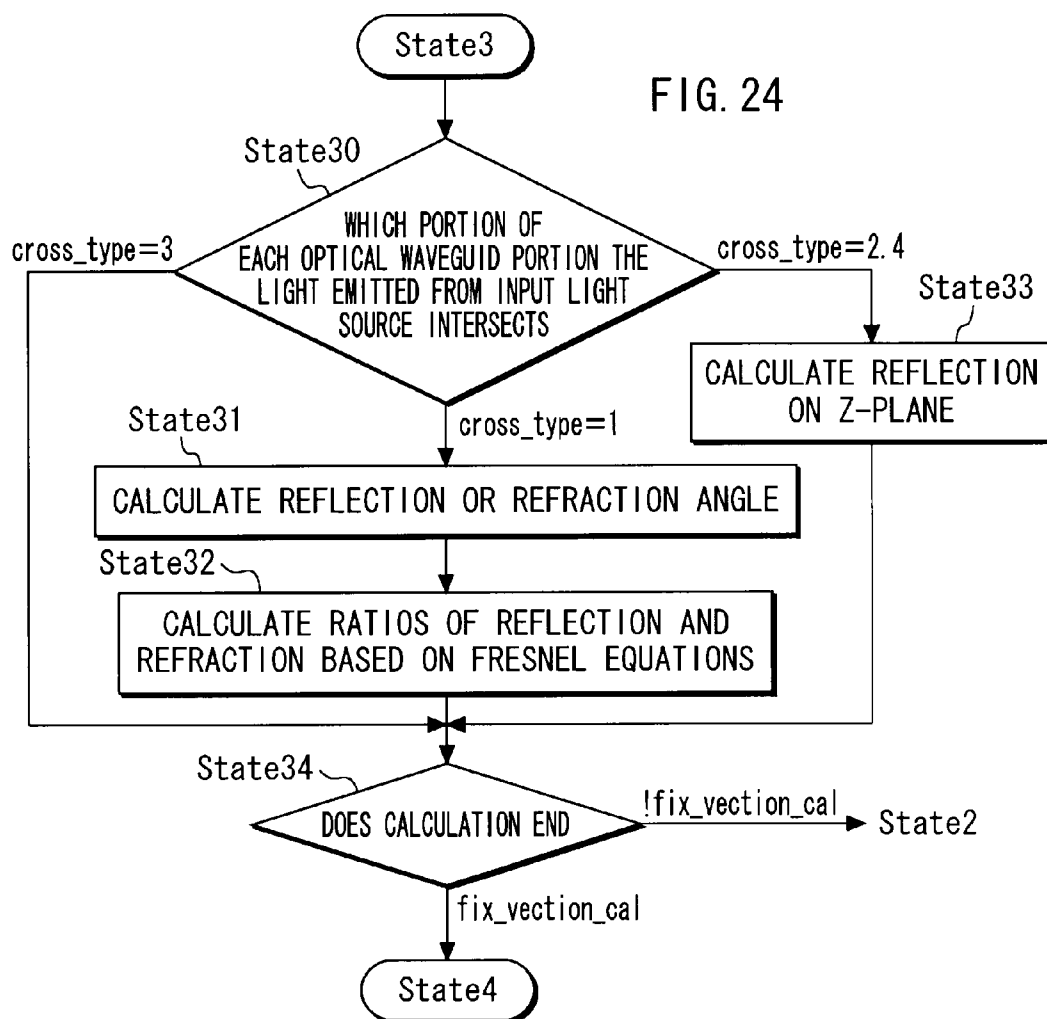 State3
FIG. 24
State30
WHICH PORTION OF
EACH OPTICAL WAVEGUID PORTION THE
LIGHT EMITTED FROM INPUT LIGHT
SOURCE INTERSECTS
cross_type=3
cross_type=2.4
State33
CALCULATE REFLECTION
ON Z-PLANE
cross_type=1
State31
CALCULATE REFLECTION OR REFRACTION ANGLE
State32
CALCULATE RATIOS OF REFLECTION AND
REFRACTION BASED ON FRESNEL EQUATIONS
State34
DOES CALCULATION END
!fix_vection_cal
State2
fix_vection_cal
State4